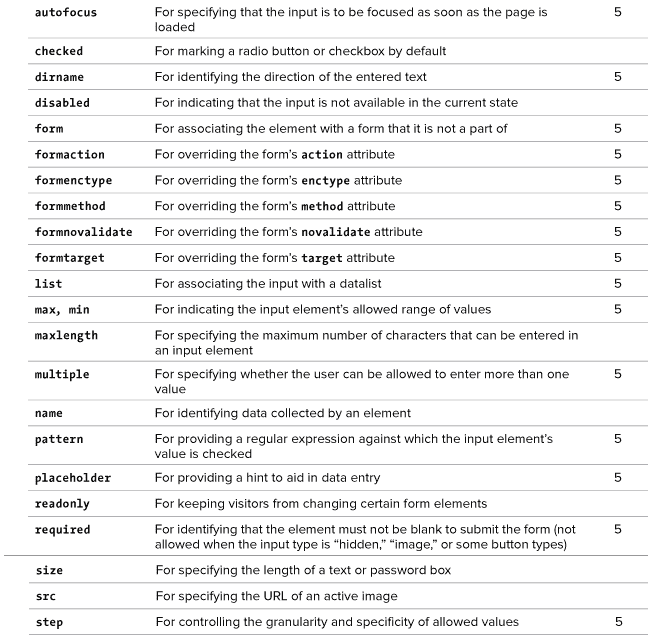 autofocus For specifying that the input is to be focused as soon as the page is 5
loaded
checked For marking a radio button or checkbox by default
dirname For identifying the direction of the entered text 5
disabled For indicating that the input is not available in the current state
form For associating the element with a form that it is not a part of 5
formaction For overriding the form's action attribute 5
formenctype For overriding the form's enctype attribute 5
formmethod For overriding the form's method attribute 5
formnovalidate For overriding the form's novalidate attribute 5
formtarget For overriding the form's target attribute 5
list For associating the input with a datalist 5
max, min For indicating the input element's allowed range of values 5
maxlength For specifying the maximum number of characters that can be entered in
an input element
multiple For specifying whether the user can be allowed to enter more than one 5
value
name For identifying data collected by an element
pattern For providing a regular expression against which the input element's 5
value is checked
placeholder For providing a hint to aid in data entry 5
readonly For keeping visitors from changing certain form elements
required For identifying that the element must not be blank to submit the form (not 5
allowed when the input type is “hidden,” “image,” or some button types)
size For specifying the length of a text or password box
src For specifying the URL of an active image
step For controlling the granularity and specificity of allowed values 5